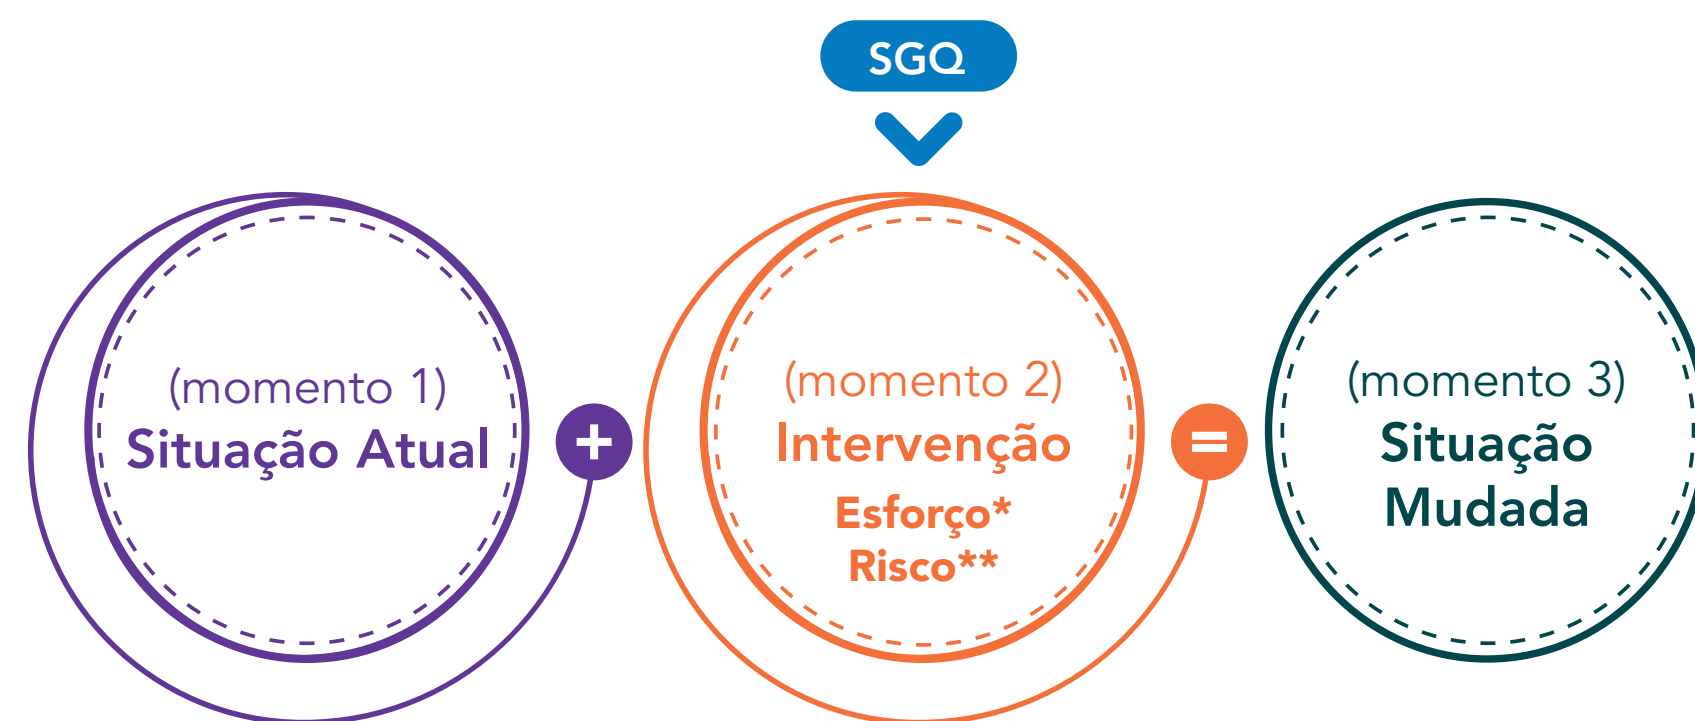 SGQ
(momento 1)
Situação Atual
+
(momento 2)
Intervenção
Esforço*
Risco**
=
(momento 3)
Situação
Mudada